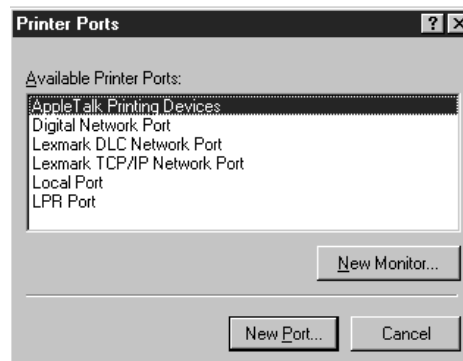 Printer Ports
Available Printer Ports:
AppleTalk Printing Devices
Digital Network Port
Lexmark DLC Network Port
Lexmark TCP/IP Network Port
Local Port
LPR Port
New Monitor...
New Port...
Cancel